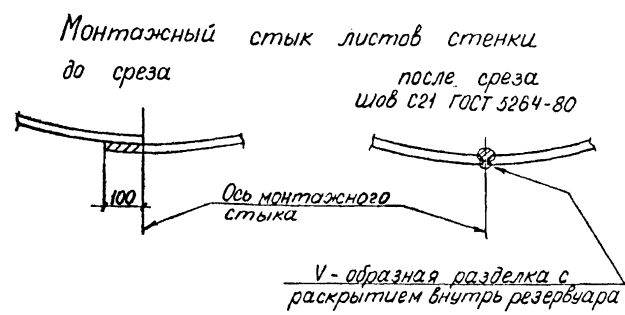 Монтажный стык листов стенки
до среза
после среза
шов С21 ГОСТ 5264-80
100
Ось монтажного
стыка
V - образная разделка с
раскрытием внутрь резервуара